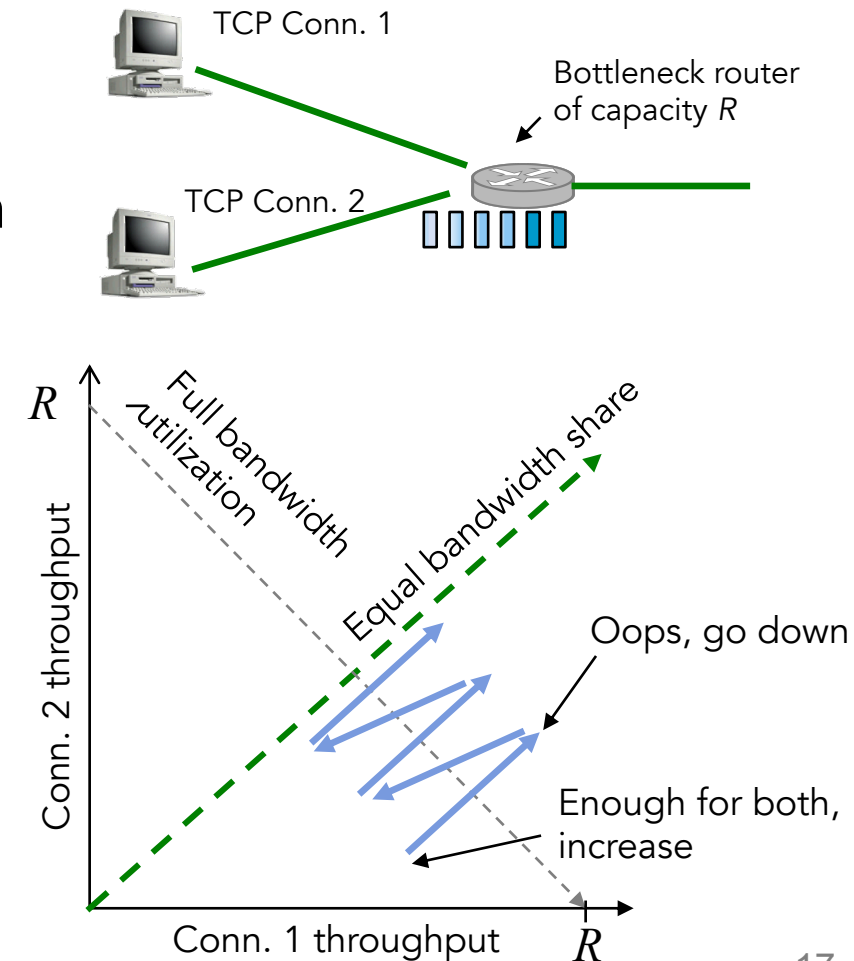 TCP Conn. 1
Bottleneck router
of capacity R
TCP Conn. 2
R
Full bandwidth
utilization
Equal bandwidth share
Conn. 2 throughput
Oops, go down
Enough for both,
increase
Conn. 1 throughput
R